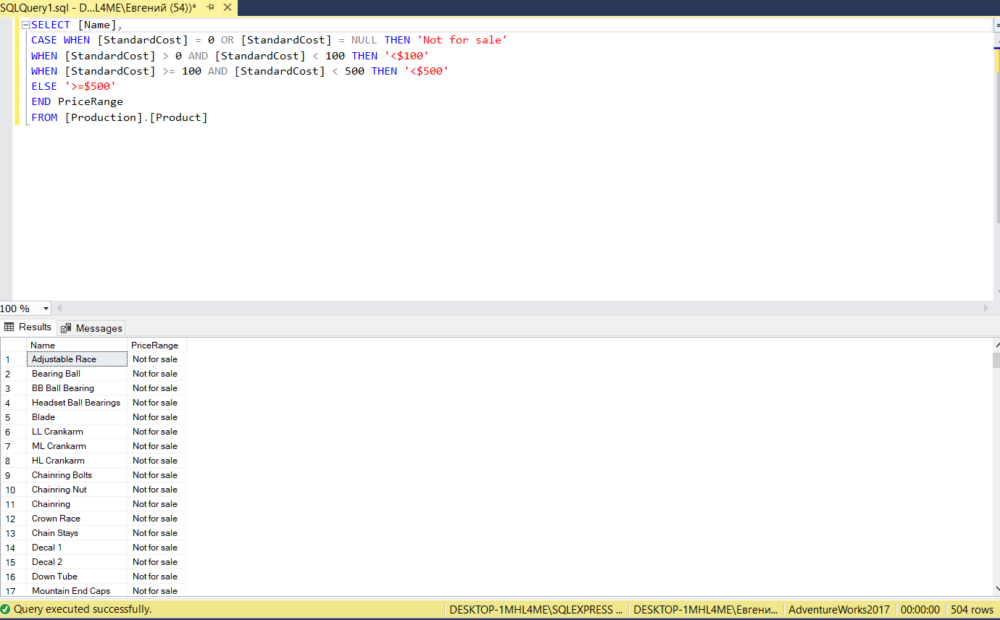 SQLQuery1.sql - D...L4ME\Евгений (54))*
SELECT [Name],
CASE WHEN [StandardCost] = 0 OR [StandardCost] = NULL THEN 'Not for sale'
WHEN [StandardCost] > 0 AND [StandardCost] < 100 THEN '<$100'
WHEN [StandardCost] >= 100 AND [StandardCost] < 500 THEN '<$500'
ELSE '>=$500'
END PriceRange
FROM [Production].[Product]
100 %
Results Messages
Name PriceRange
1 Adjustable Race Not for sale
2 Bearing Ball Not for sale
3 BB Ball Bearing Not for sale
4 Headset Ball Bearings Not for sale
5 Blade Not for sale
6 LL Crankarm Not for sale
7 ML Crankarm Not for sale
8 HL Crankarm Not for sale
9 Chainring Bolts Not for sale
10 Chainring Nut Not for sale
11 Chainring Not for sale
12 Crown Race Not for sale
13 Chain Stays Not for sale
14 Decal 1 Not for sale
15 Decal 2 Not for sale
16 Down Tube Not for sale
17 Mountain End Caps Not for sale
Query executed successfully. DESKTOP-1MHL4ME\SQLEXPRESS ... DESKTOP-1MHL4ME\Евгени... AdventureWorks2017 00:00:00 504 rows